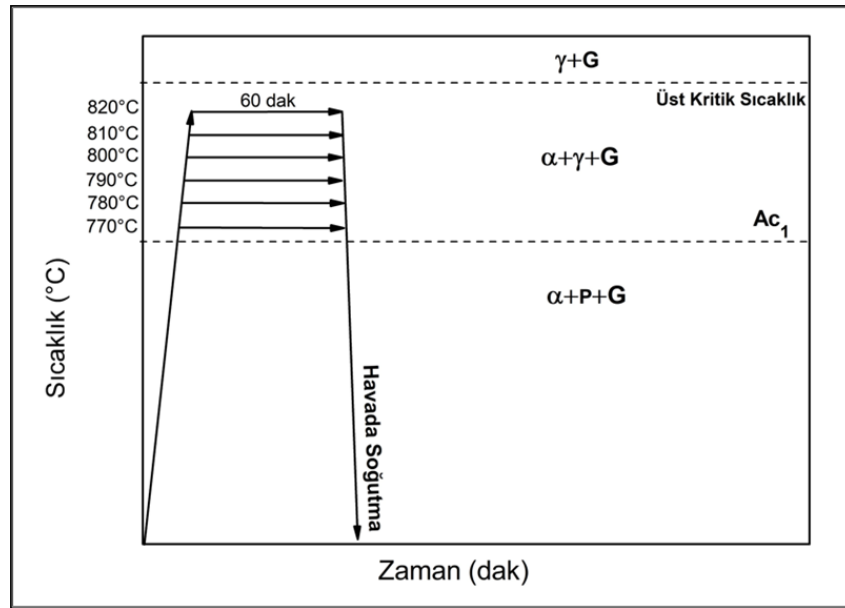 γ+G
Üst Kritik Sıcaklık
820°C
60 dak
810°C
800°C
α+γ+G
790°C
780°C
770°C
Ac₁
α+P+G
Sıcaklık (°C)
Havada Soğutma
Zaman (dak)